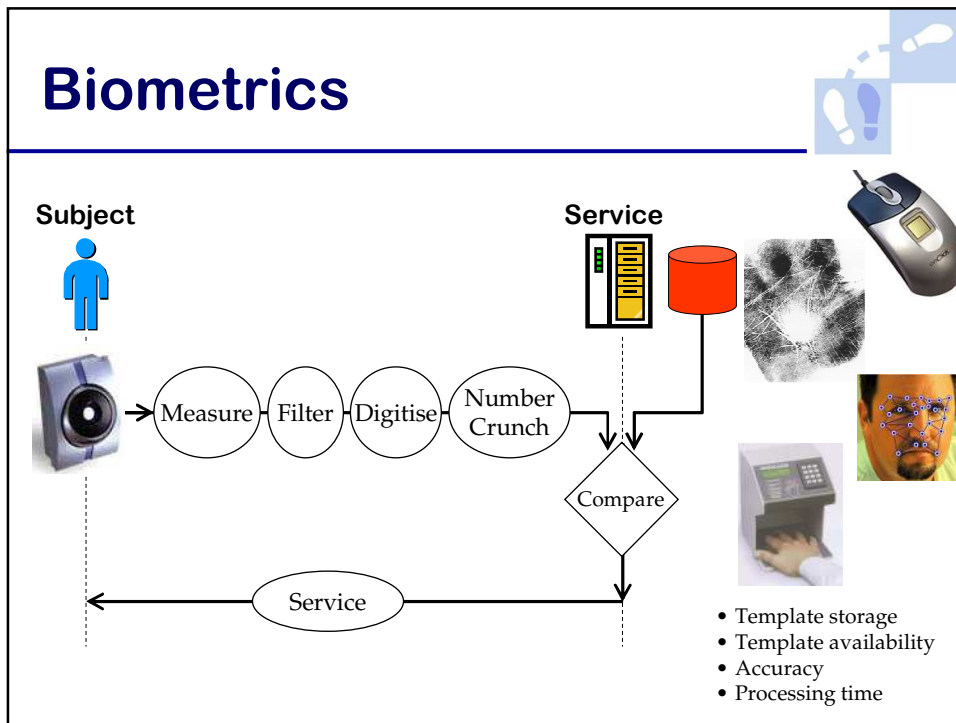 Biometrics
Subject
Service
Measure
Filter
Digitise
Number
Crunch
Compare
Service
• Template storage
• Template availability
• Accuracy
• Processing time